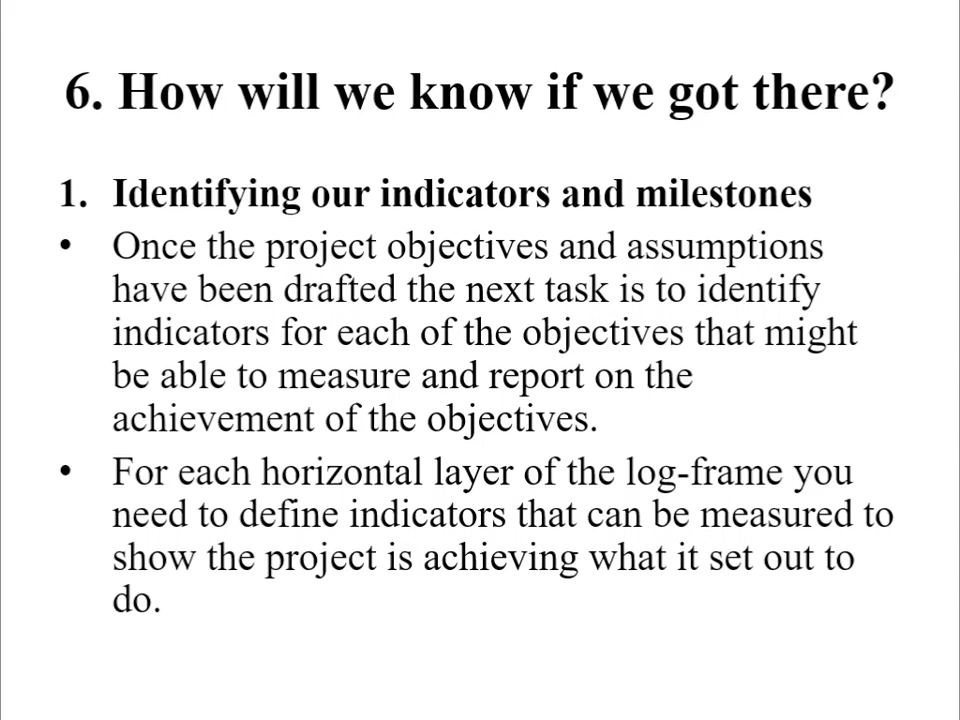 6. How will we know if we got there?
1. Identifying our indicators and milestones
• Once the project objectives and assumptions
have been drafted the next task is to identify
indicators for each of the objectives that might
be able to measure and report on the
achievement of the objectives.
• For each horizontal layer of the log-frame you
need to define indicators that can be measured to
show the project is achieving what it set out to
do.